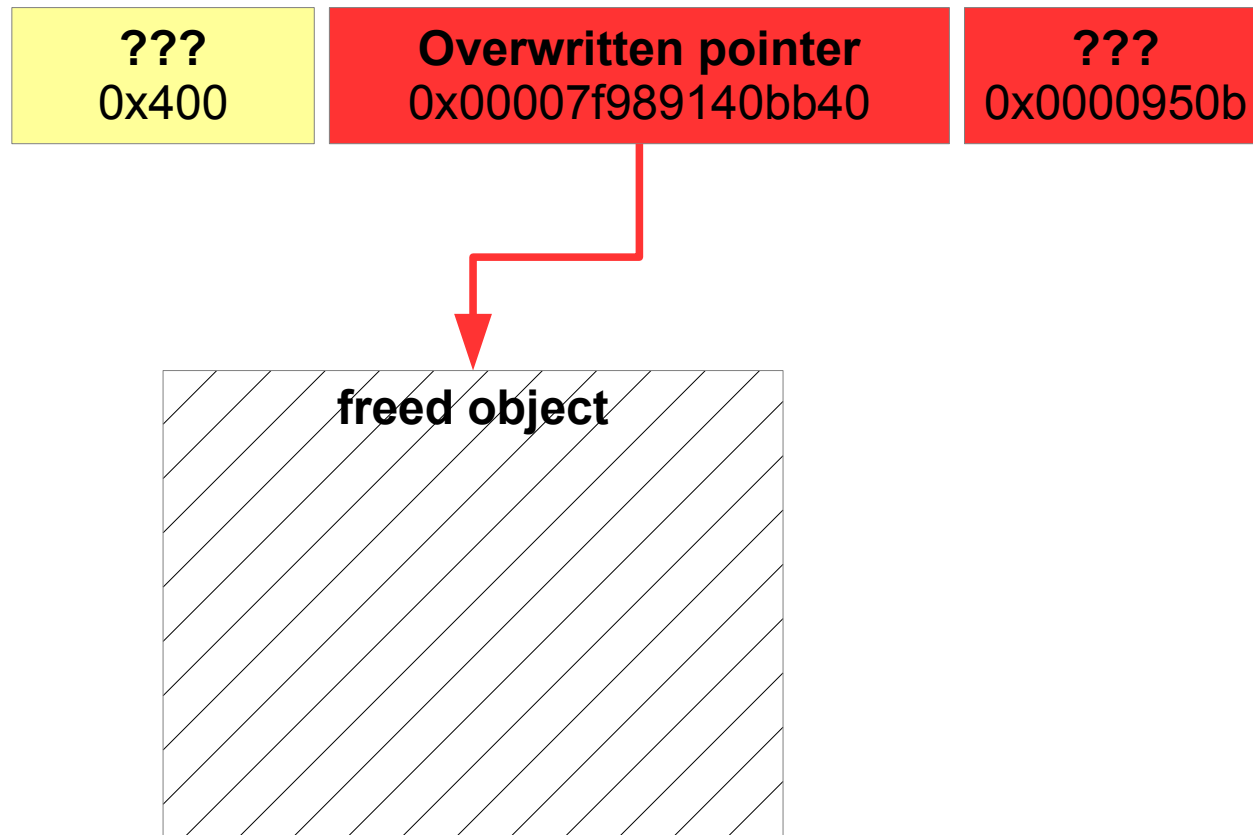 ???
0x400
Overwritten pointer
0x00007f989140bb40
???
0x0000950b
freed object